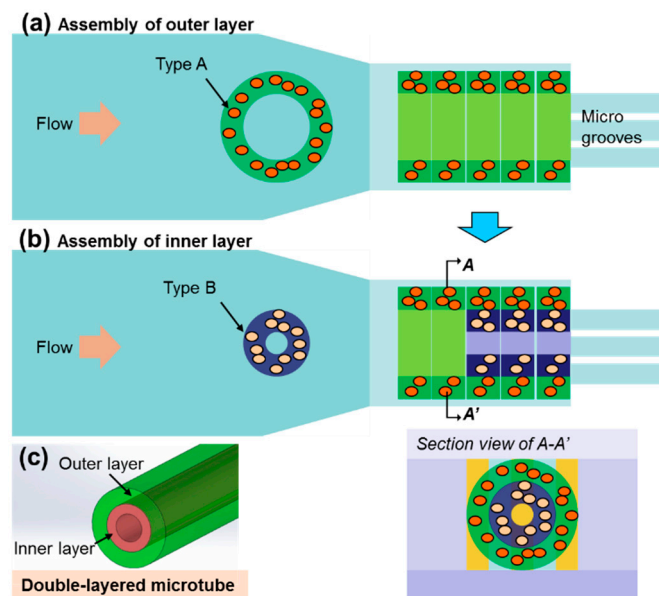 (a) Assembly of outer layer
Type A
Flow
Micro
grooves
(b) Assembly of inner layer
Type B
A
Flow
A'
(c)
Outer layer
Inner layer
Double-layered microtube
Section view of A-A'